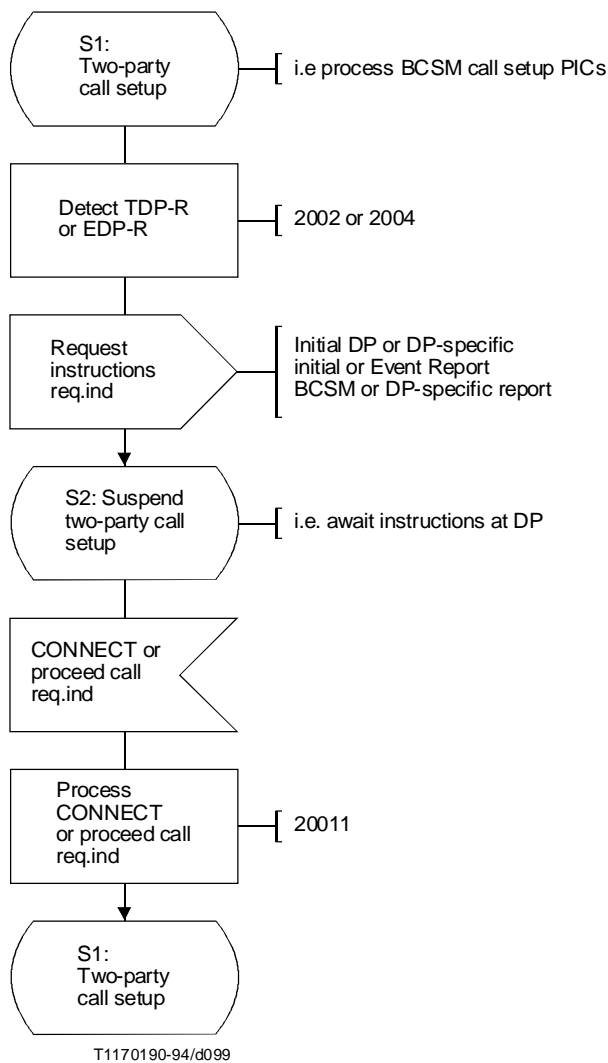 S1:
Two-party
call setup
i.e process BCSM call setup PICs
Detect TDP-R
or EDP-R
2002 or 2004
Request
instructions
req.ind
Initial DP or DP-specific
initial or Event Report
BCSM or DP-specific report
S2: Suspend
two-party call
setup
i.e. await instructions at DP
CONNECT or
proceed call
req.ind
Process
CONNECT
or proceed call
req.ind
20011
S1:
Two-party
call setup
T1170190-94/d099